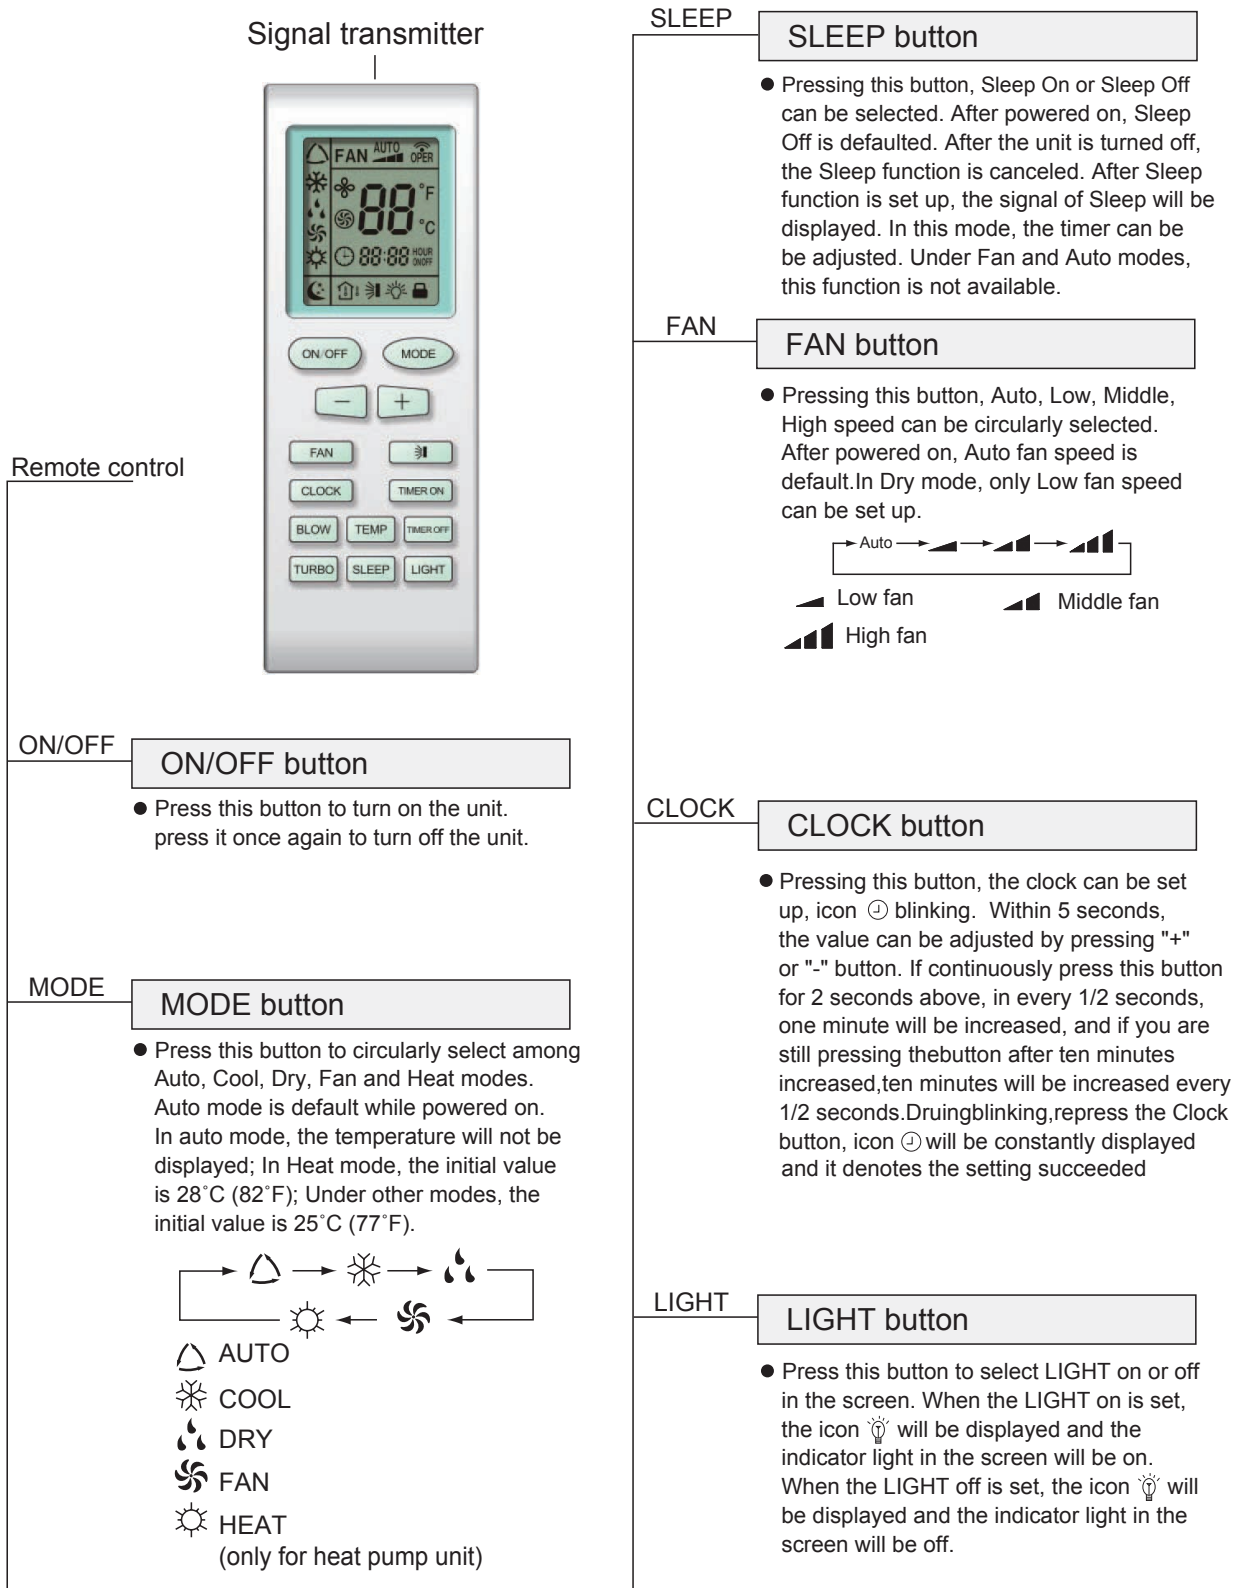 Signal transmitter
FAN AUTO OPER
88 °F
°C
88:88 HOUR
ON/OFF
ON/OFF MODE
- +
FAN
CLOCK TIMER ON
BLOW TEMP TIMER OFF
TURBO SLEEP LIGHT
Remote control
ON/OFF
ON/OFF button
● Press this button to turn on the unit.
press it once again to turn off the unit.
MODE
MODE button
● Press this button to circularly select among
Auto, Cool, Dry, Fan and Heat modes.
Auto mode is default while powered on.
In auto mode, the temperature will not be
displayed; In Heat mode, the initial value
is 28°C (82°F); Under other modes, the
initial value is 25°C (77°F).
AUTO
COOL
DRY
FAN
HEAT
(only for heat pump unit)
SLEEP
SLEEP button
● Pressing this button, Sleep On or Sleep Off
can be selected. After powered on, Sleep
Off is defaulted. After the unit is turned off,
the Sleep function is canceled. After Sleep
function is set up, the signal of Sleep will be
displayed. In this mode, the timer can be
be adjusted. Under Fan and Auto modes,
this function is not available.
FAN
FAN button
● Pressing this button, Auto, Low, Middle,
High speed can be circularly selected.
After powered on, Auto fan speed is
default.In Dry mode, only Low fan speed
can be set up.
Auto
Low fan Middle fan
High fan
CLOCK
CLOCK button
● Pressing this button, the clock can be set
up, icon blinking. Within 5 seconds,
the value can be adjusted by pressing "+"
or "-" button. If continuously press this button
for 2 seconds above, in every 1/2 seconds,
one minute will be increased, and if you are
still pressing thebutton after ten minutes
increased,ten minutes will be increased every
1/2 seconds.Druingblinking,repress the Clock
button, icon will be constantly displayed
and it denotes the setting succeeded
LIGHT
LIGHT button
● Press this button to select LIGHT on or off
in the screen. When the LIGHT on is set,
the icon will be displayed and the
indicator light in the screen will be on.
When the LIGHT off is set, the icon will
be displayed and the indicator light in the
screen will be off.